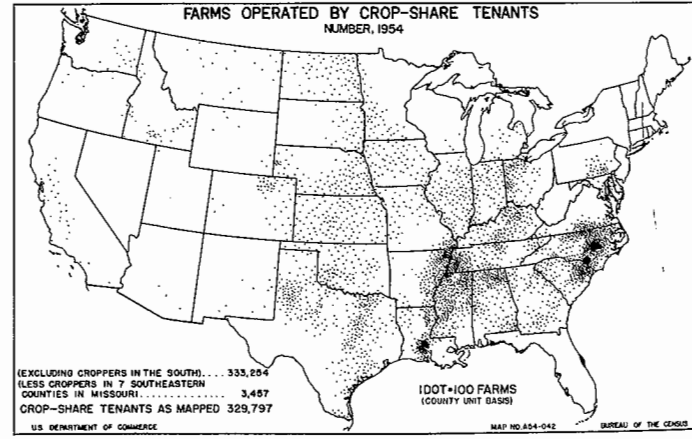 FARMS OPERATED BY CROP-SHARE TENANTS
NUMBER, 1954
(EXCLUDING CROPPERS IN THE SOUTH).... 333,254
(LESS CROPPERS IN 7 SOUTHEASTERN
COUNTIES IN MISSOURI............... 3,457
CROP-SHARE TENANTS AS MAPPED 329,797
1 DOT=100 FARMS
(COUNTY UNIT BASIS)
U.S. DEPARTMENT OF COMMERCE
MAP NO. A54-042
BUREAU OF THE CENSUS